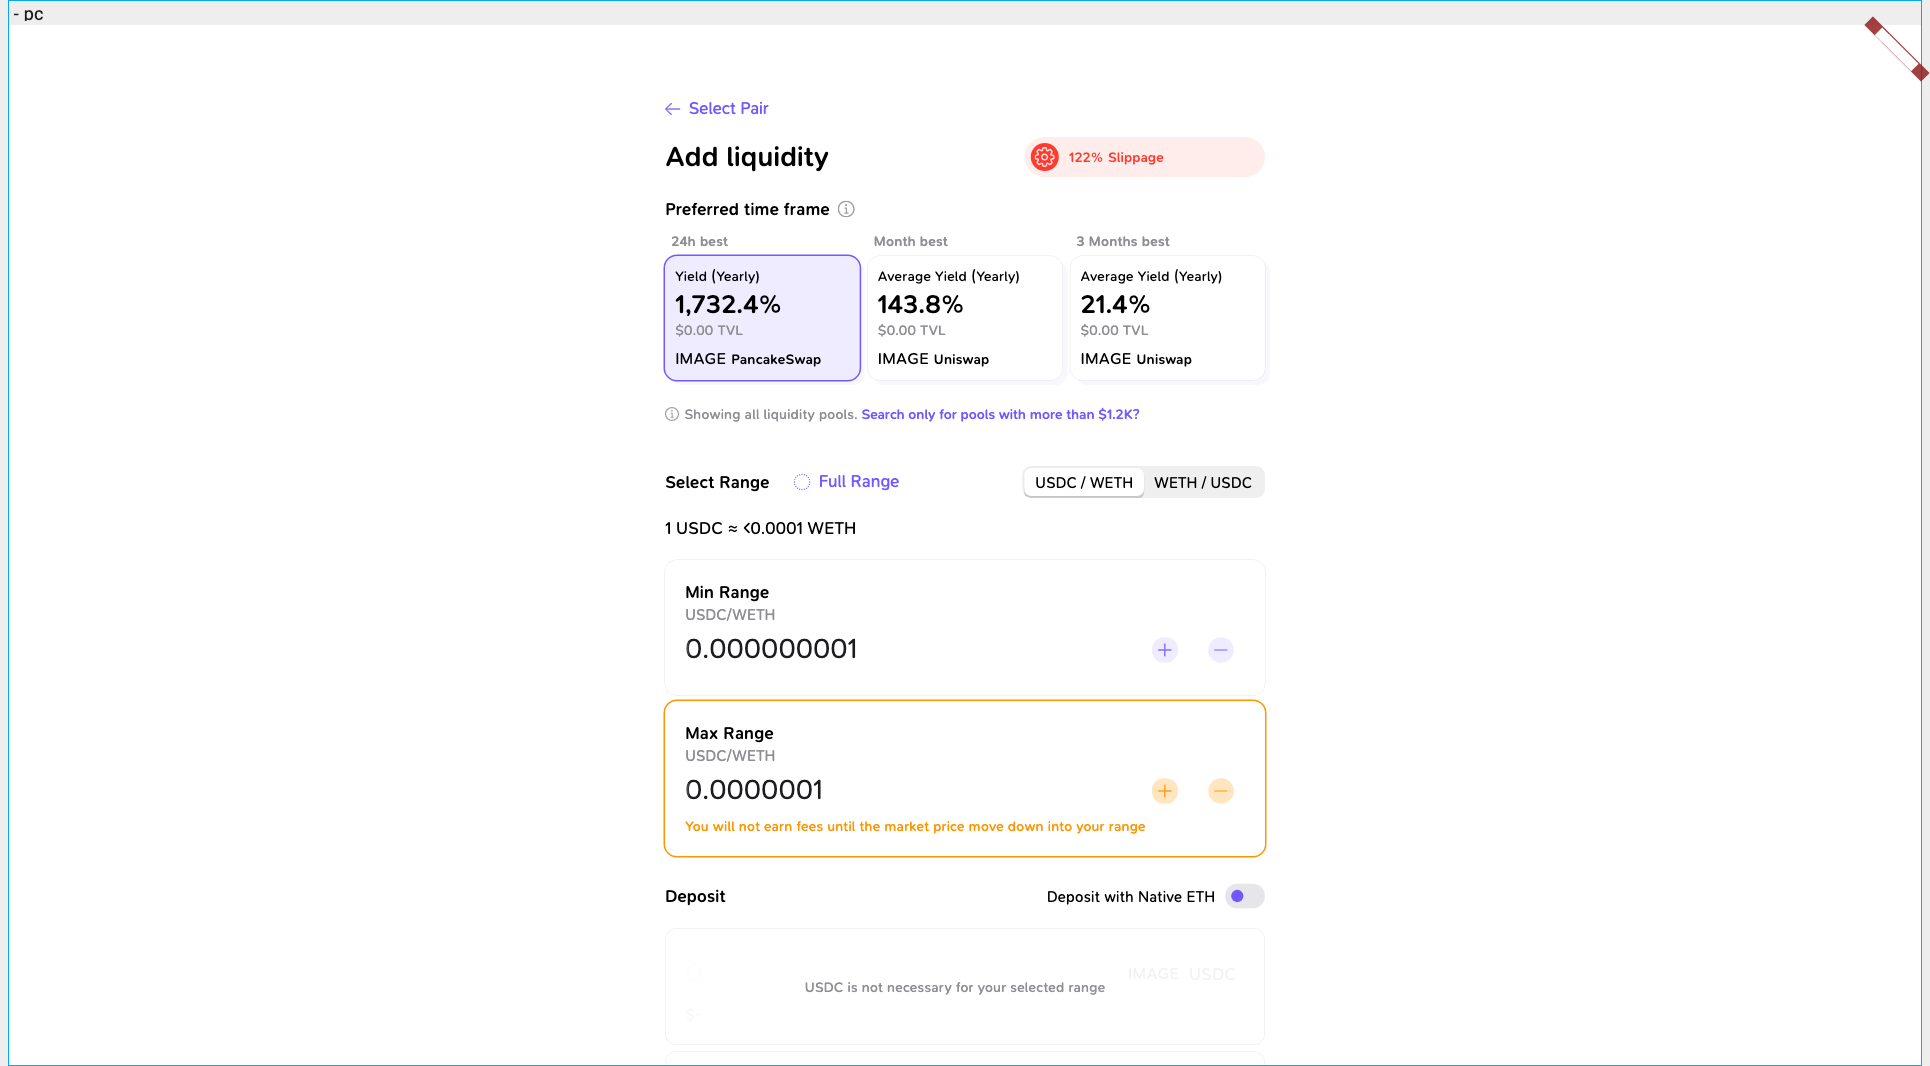 - pc
Select Pair
Add liquidity
122% Slippage
Preferred time frame
24h best
Month best
3 Months best
Yield (Yearly)
1,732.4%
$0.00 TVL
IMAGE PancakeSwap
Average Yield (Yearly)
143.8%
$0.00 TVL
IMAGE Uniswap
Average Yield (Yearly)
21.4%
$0.00 TVL
IMAGE Uniswap
Showing all liquidity pools. Search only for pools with more than $1.2K?
Select Range
Full Range
USDC / WETH
WETH / USDC
1 USDC ≈ <0.0001 WETH
Min Range
USDC/WETH
0.000000001
Max Range
USDC/WETH
0.0000001
You will not earn fees until the market price move down into your range
Deposit
Deposit with Native ETH
IMAGE USDC
USDC is not necessary for your selected range